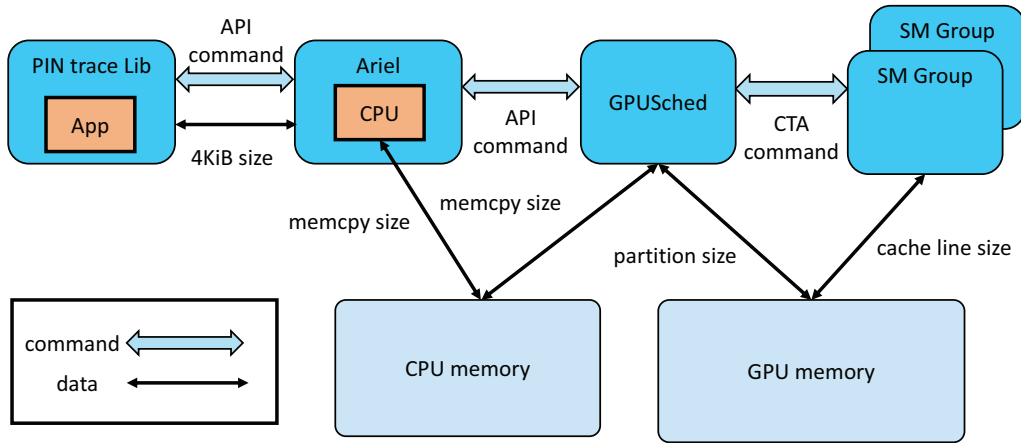 API
command
PIN trace Lib
App
4KiB size
Ariel
CPU
API
command
GPUSched
CTA
command
SM Group
SM Group
memcpy size
memcpy size
partition size
cache line size
command
data
CPU memory
GPU memory